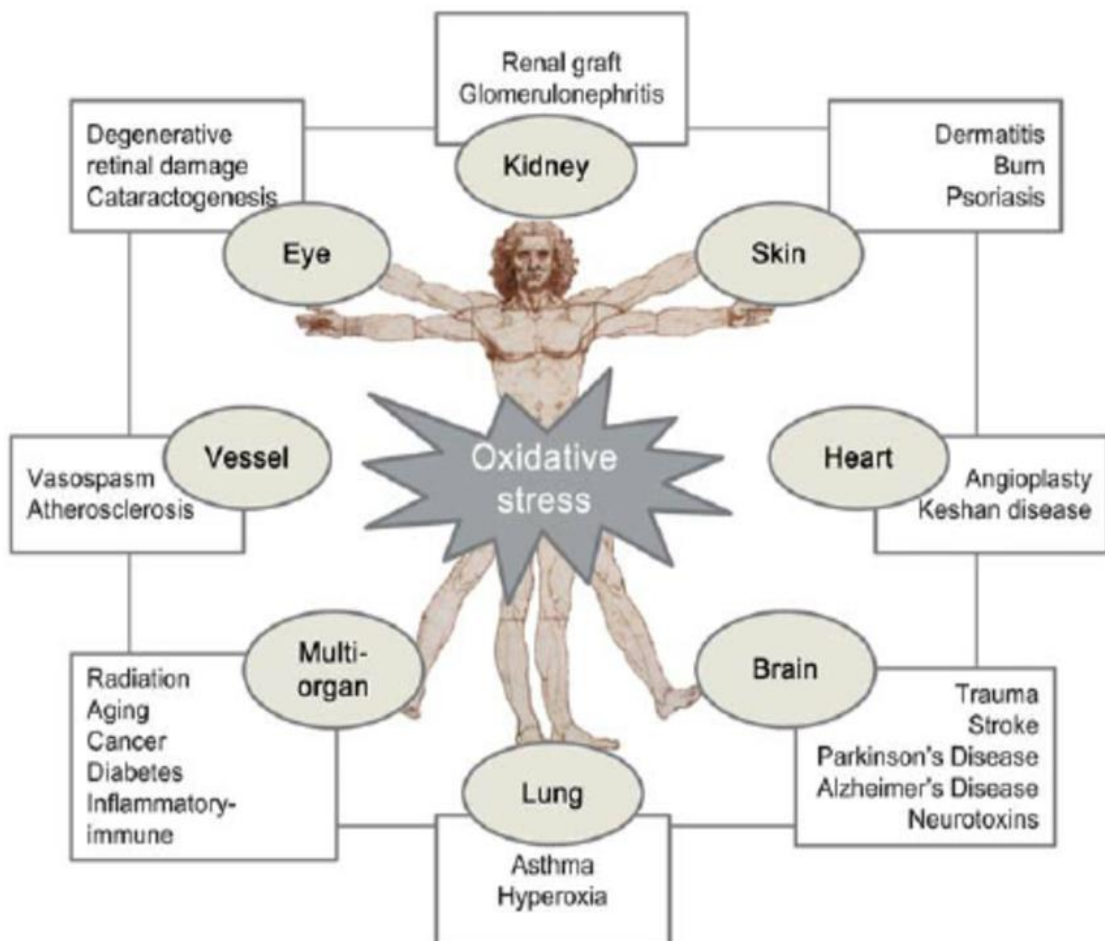 Renal graft
Glomerulonephritis
Kidney
Degenerative
retinal damage
Cataractogenesis
Eye
Dermatitis
Burn
Psoriasis
Skin
Vessel
Vasospasm
Atherosclerosis
Oxidative
stress
Heart
Angioplasty
Keshan disease
Multi-
organ
Radiation
Aging
Cancer
Diabetes
Inflammatory-
immune
Brain
Trauma
Stroke
Parkinson's Disease
Alzheimer's Disease
Neurotoxins
Lung
Asthma
Hyperoxia